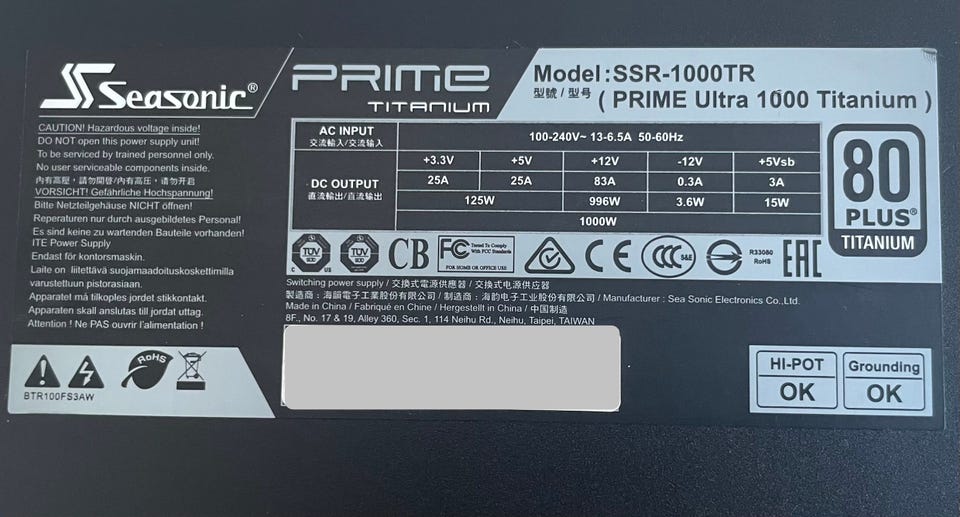 Seasonic®
PRIME
TITANIUM
Model:SSR-1000TR
型號 / 型号 ( PRIME Ultra 1000 Titanium )
CAUTION! Hazardous voltage inside!
DO NOT open this power supply unit!
To be serviced by trained personnel only.
No user serviceable components inside.
內有高壓，請勿開啓/内有高压，请勿开启
VORSICHT! Gefährliche Hochspannung!
Bitte Netzteilgehäuse NICHT öffnen!
Reperaturen nur durch ausgebildetes Personal!
Es sind keine zu wartenden Bauteile vorhanden!
ITE Power Supply
Endast för kontorsmaskin.
Laite on liitettävä suojamaadoituskoskettimilla
varustettuun pistorasiaan.
Apparatet må tilkoples jordet stikkontakt.
Apparaten skall anslutas till jordat uttag.
Attention ! Ne PAS ouvrir l'alimentation !
AC INPUT
交流輸入/交流输入
100-240V~ 13-6.5A 50-60Hz
DC OUTPUT
直流輸出/直流输出
+3.3V +5V +12V -12V +5Vsb
25A 25A 83A 0.3A 3A
125W 996W 3.6W 15W
1000W
80
PLUS®
TITANIUM
TÜV
SÜD
C US
TÜV
SÜD
CB
FC Tested To Comply
With FCC Standards
FOR HOME OR OFFICE USE
CE
CCC S&E
R33080
RoHS
EAC
Switching power supply / 交換式電源供應器 / 交换式电源供应器
製造商：海韻電子工業股份有限公司 / 制造商：海韵电子工业股份有限公司 / Manufacturer : Sea Sonic Electronics Co.,Ltd.
Made in China / Fabriqué en Chine / Hergestellt in China / 中国制造
8F., No. 17 & 19, Alley 360, Sec. 1, 114 Neihu Rd., Neihu, Taipei, TAIWAN
RoHS
BTR100FS3AW
HI-POT
OK
Grounding
OK